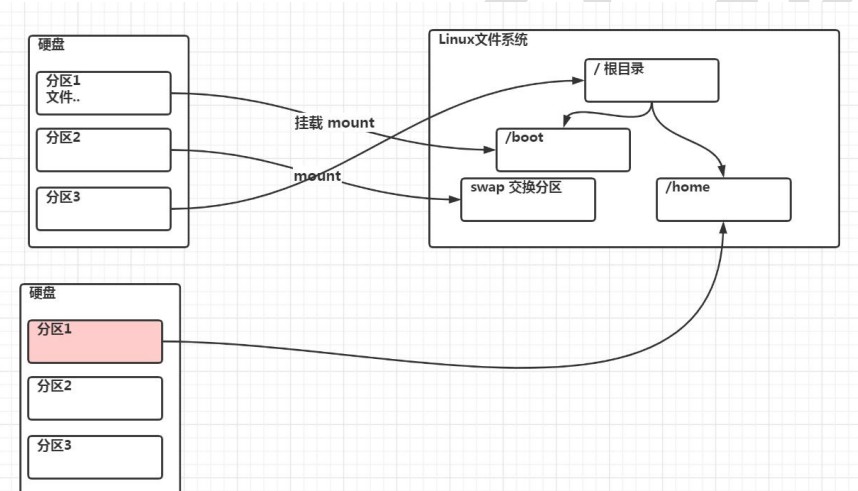 硬盘
分区1
文件..
分区2
分区3
挂载 mount
mount
Linux文件系统
/ 根目录
/boot
swap 交换分区
/home
硬盘
分区1
分区2
分区3